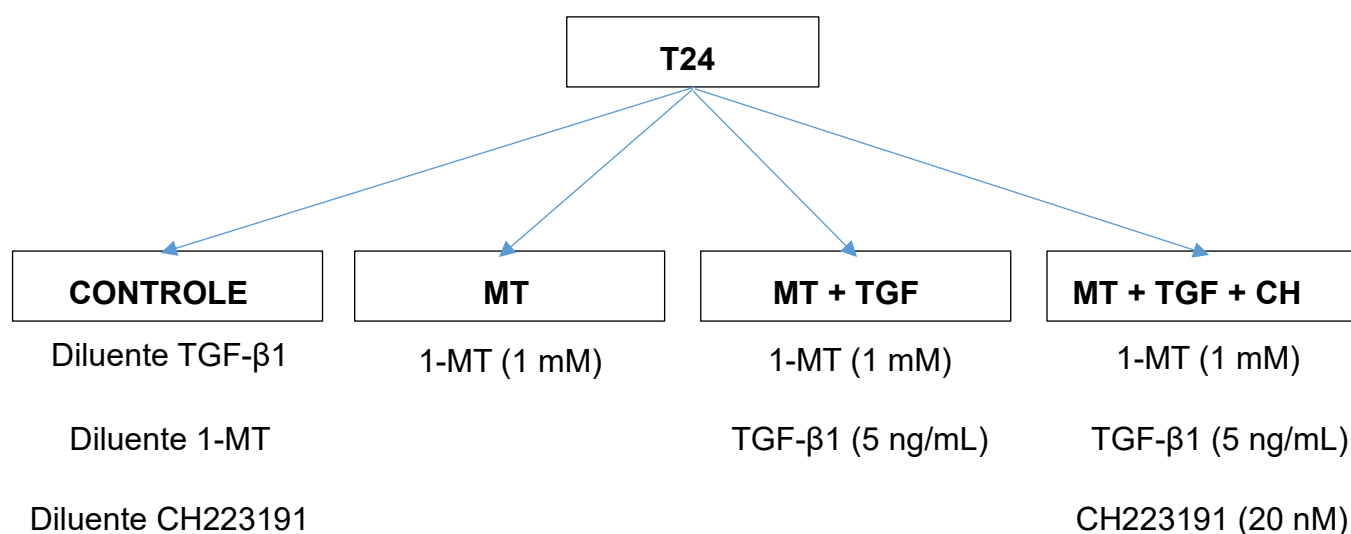 T24
CONTROLE
Diluente TGF-β1
Diluente 1-MT
Diluente CH223191
MT
1-MT (1 mM)
MT + TGF
1-MT (1 mM)
TGF-β1 (5 ng/mL)
MT + TGF + CH
1-MT (1 mM)
TGF-β1 (5 ng/mL)
CH223191 (20 nM)